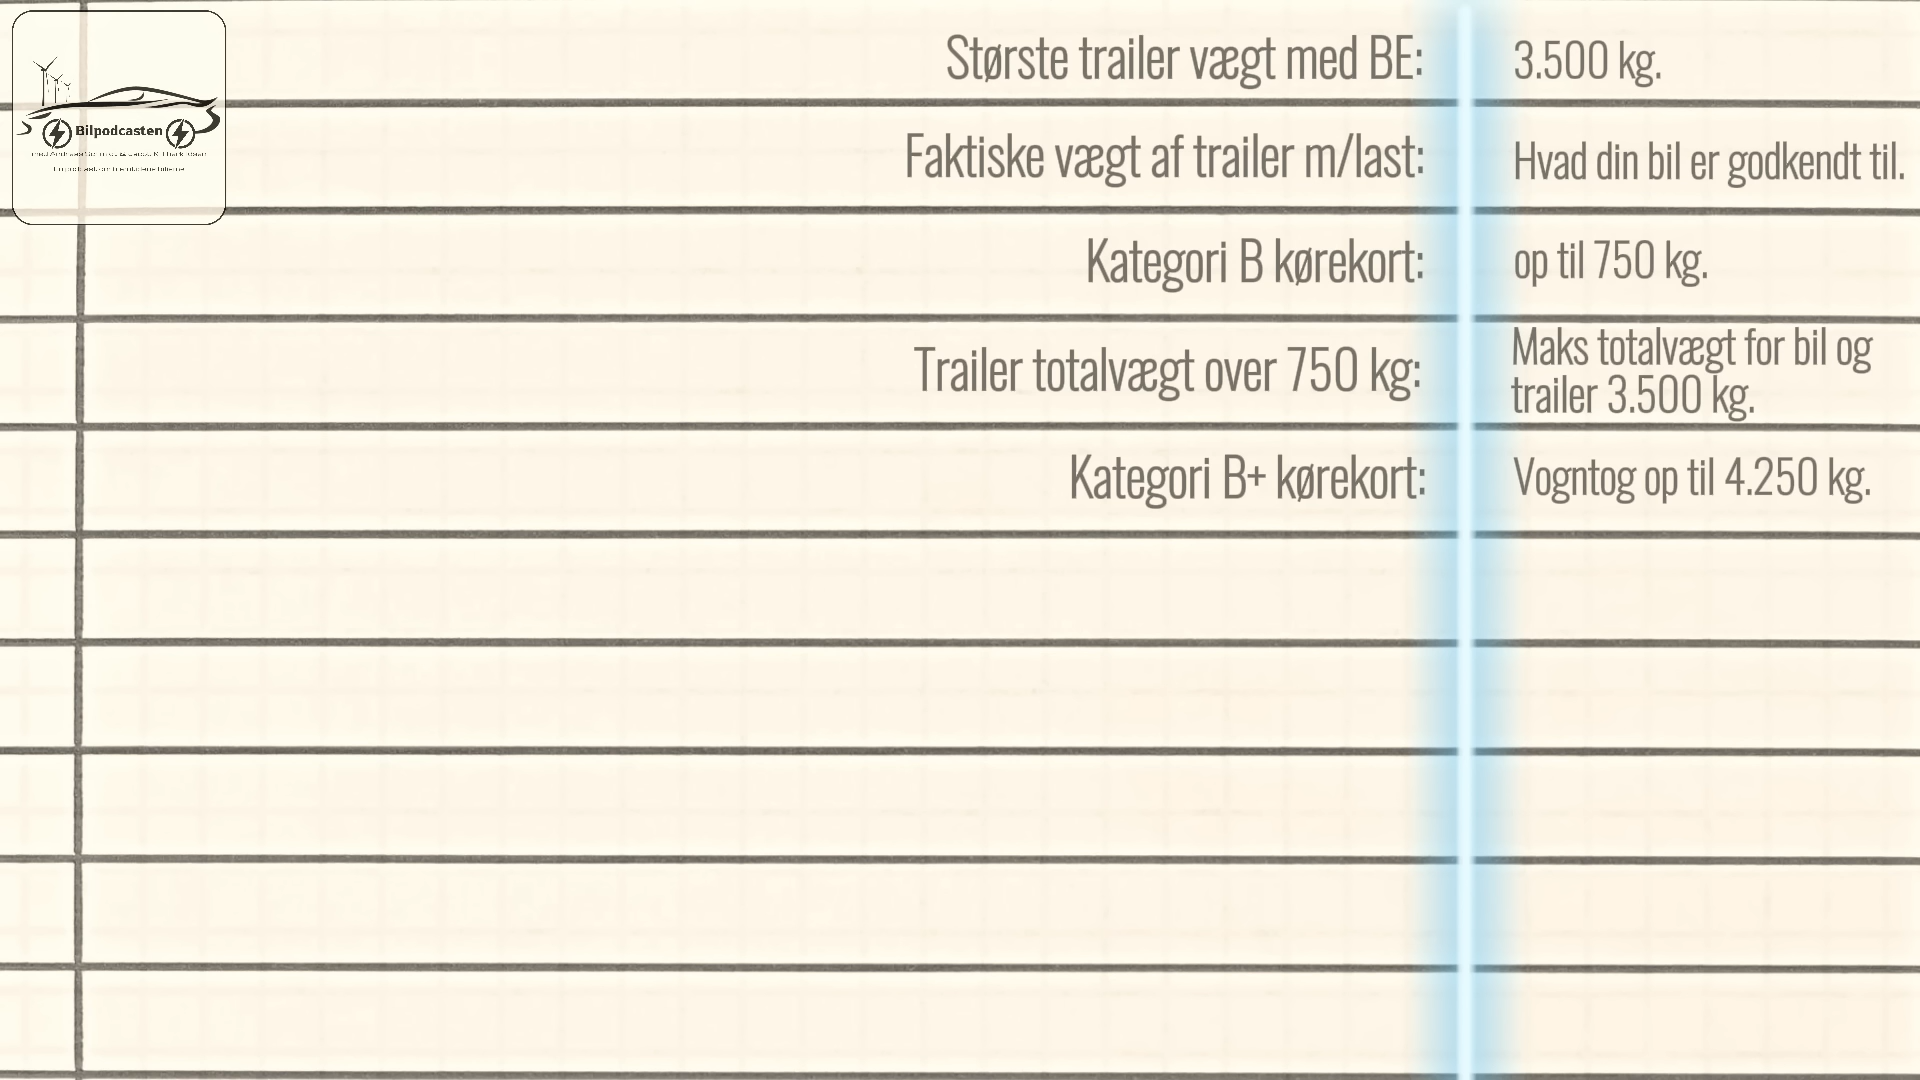 Bilpodcasten
Største trailer vægt med BE: 3.500 kg.
Faktiske vægt af trailer m/last: Hvad din bil er godkendt til.
Kategori B kørekort: op til 750 kg.
Trailer totalvægt over 750 kg: Maks totalvægt for bil og
trailer 3.500 kg.
Kategori B+ kørekort: Vogntog op til 4.250 kg.